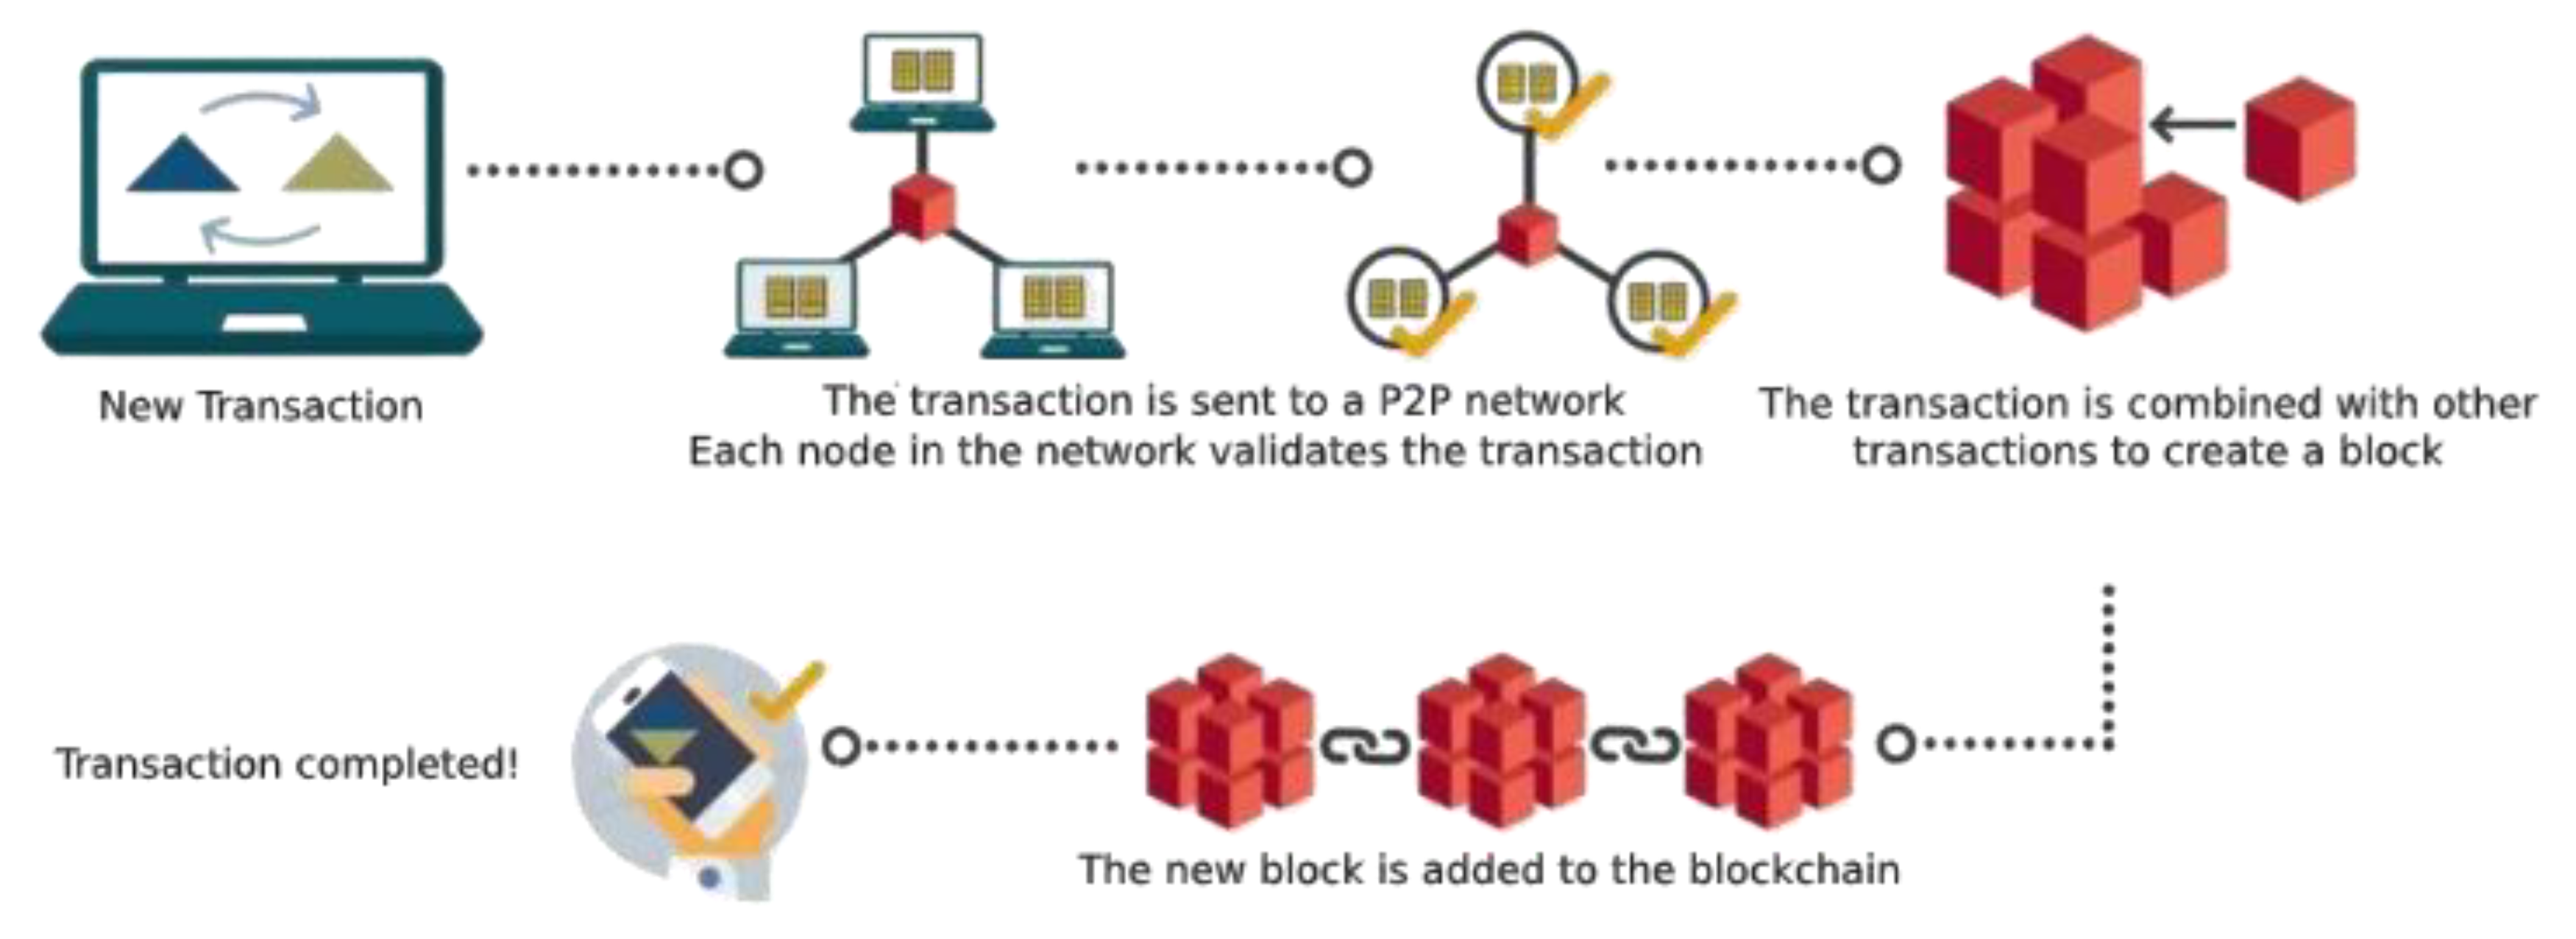 New Transaction
The transaction is sent to a P2P network
Each node in the network validates the transaction
The transaction is combined with other
transactions to create a block
Transaction completed!
The new block is added to the blockchain